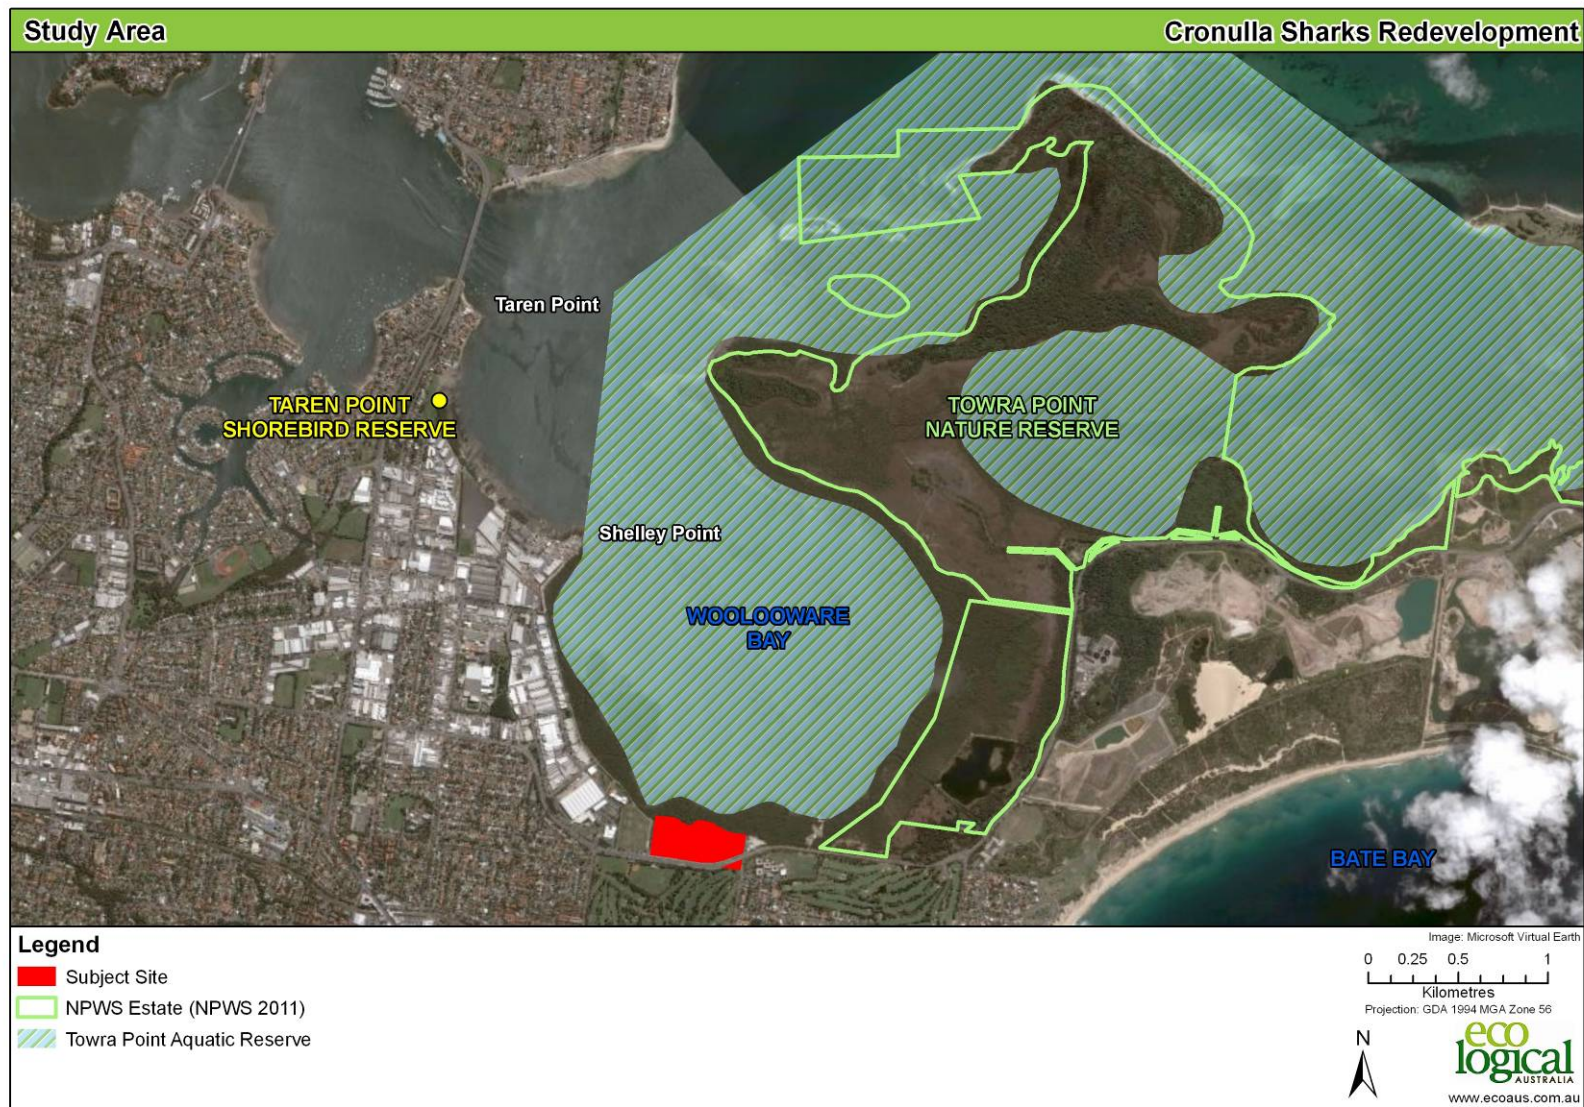 Study Area
Cronulla Sharks Redevelopment
Taren Point
TAREN POINT
SHOREBIRD RESERVE
TOWRA POINT
NATURE RESERVE
Shelley Point
WOOLOOWARE
BAY
BATE BAY
Legend
Subject Site
NPWS Estate (NPWS 2011)
Towra Point Aquatic Reserve
Image: Microsoft Virtual Earth
0 0.25 0.5 1
Kilometres
Projection: GDA 1994 MGA Zone 56
N
eco
logical
AUSTRALIA
www.ecoaus.com.au